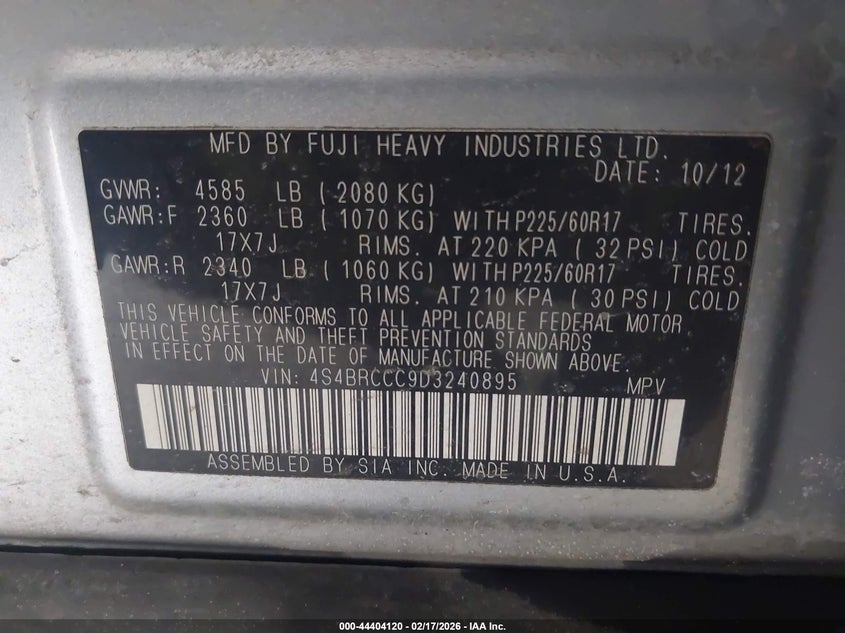 MFD BY FUJI HEAVY INDUSTRIES LTD.
DATE: 10/12
GVWR: 4585 LB ( 2080 KG)
GAWR:F 2360 LB ( 1070 KG) WITH P225/60R17 TIRES.
17X7J RIMS. AT 220 KPA ( 32 PSI) COLD
GAWR:R 2340 LB ( 1060 KG) WITH P225/60R17 TIRES.
17X7J RIMS. AT 210 KPA ( 30 PSI) COLD
THIS VEHICLE CONFORMS TO ALL APPLICABLE FEDERAL MOTOR
VEHICLE SAFETY AND THEFT PREVENTION STANDARDS
IN EFFECT ON THE DATE OF MANUFACTURE SHOWN ABOVE.
VIN: 4S4BRCCC9D3240895 MPV
ASSEMBLED BY SIA INC. MADE IN U.S.A.
000-44404120 - 02/17/2026 - IAA Inc.